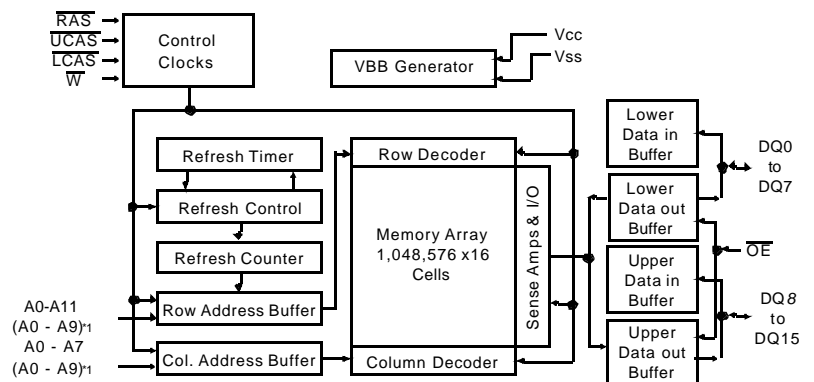 RAS
UCAS
LCAS
W
Control
Clocks
VBB Generator
Vcc
Vss
Refresh Timer
Refresh Control
Refresh Counter
Row Address Buffer
Col. Address Buffer
A0-A11
(A0 - A9)*1
A0 - A7
(A0 - A9)*1
Row Decoder
Memory Array
1,048,576 x16
Cells
Column Decoder
Sense Amps & I/O
Lower
Data in
Buffer
Lower
Data out
Buffer
Upper
Data in
Buffer
Upper
Data out
Buffer
DQ0
to
DQ7
OE
DQ8
to
DQ15